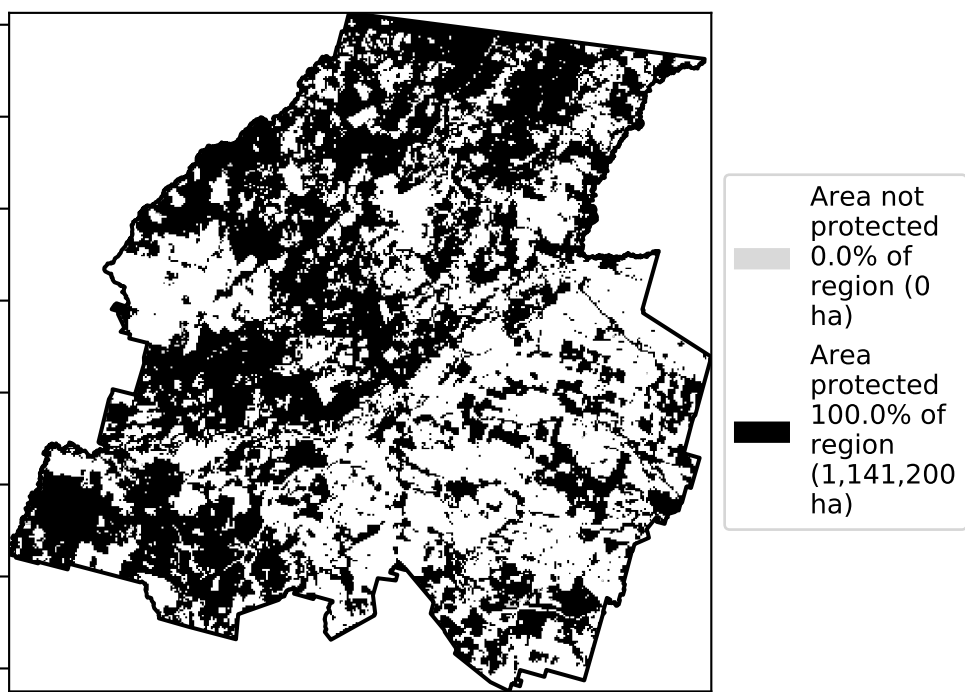 Area not
protected
0.0% of
region (0
ha)
Area
protected
100.0% of
region
(1,141,200
ha)